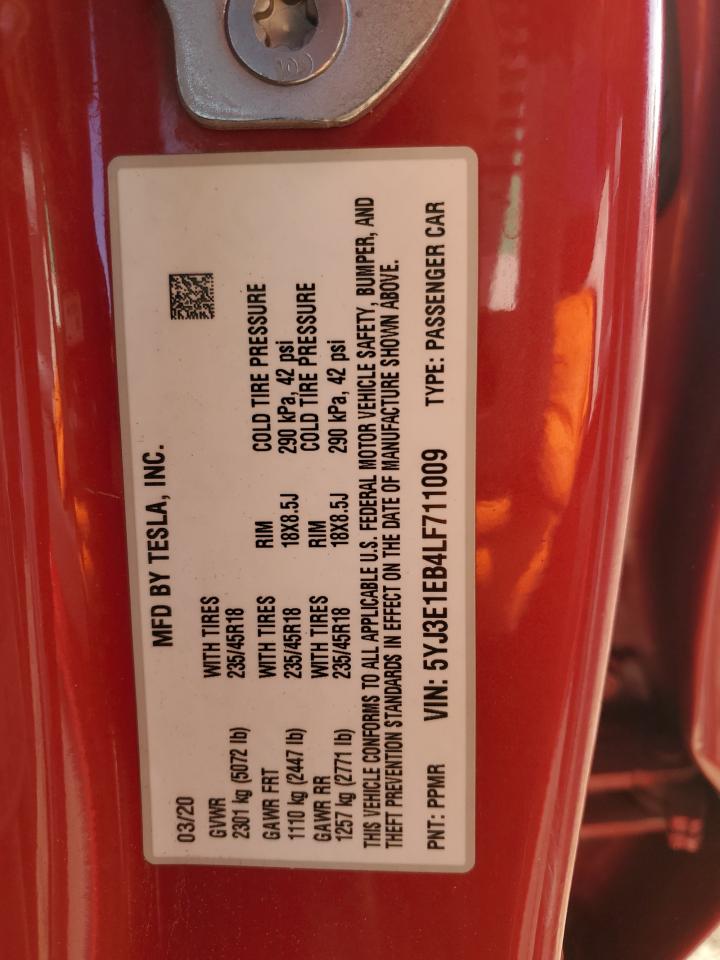 MFD BY TESLA, INC.
03/20
GVWR WITH TIRES
2301 kg (5072 lb) 235/45R18
GAWR FRT WITH TIRES RIM COLD TIRE PRESSURE
1110 kg (2447 lb) 235/45R18 18X8.5J 290 kPa, 42 psi
GAWR RR WITH TIRES RIM COLD TIRE PRESSURE
1257 kg (2771 lb) 235/45R18 18X8.5J 290 kPa, 42 psi
THIS VEHICLE CONFORMS TO ALL APPLICABLE U.S. FEDERAL MOTOR VEHICLE SAFETY, BUMPER, AND
THEFT PREVENTION STANDARDS IN EFFECT ON THE DATE OF MANUFACTURE SHOWN ABOVE.
PNT: PPMR VIN: 5YJ3E1EB4LF711009 TYPE: PASSENGER CAR